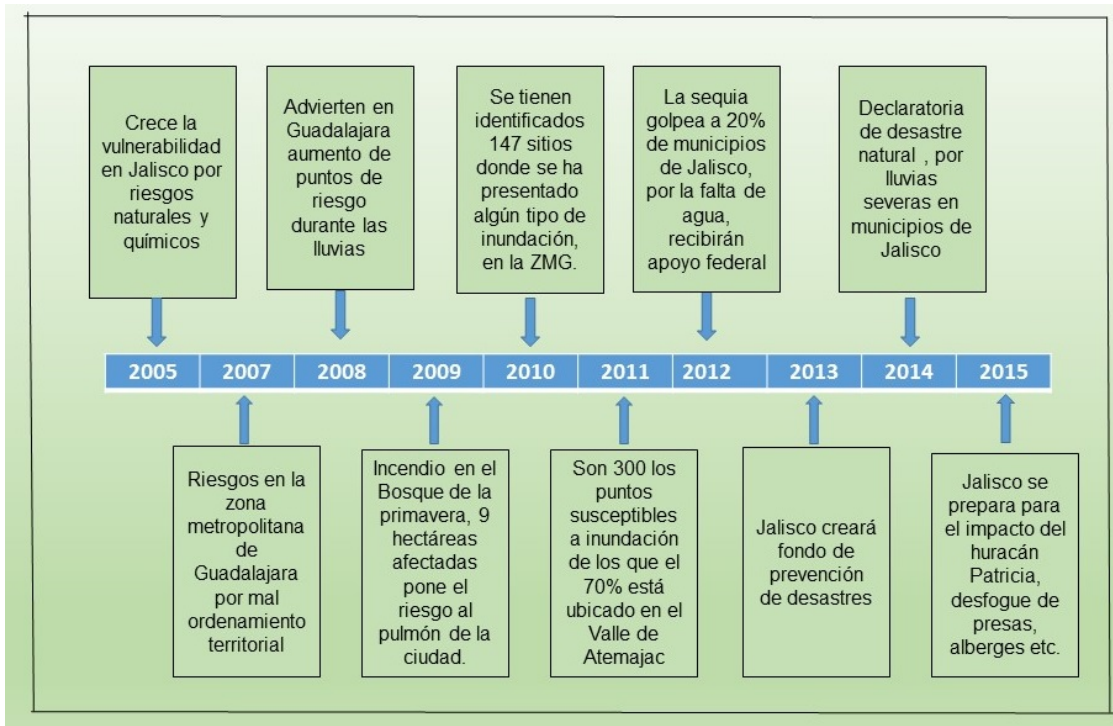 Crece la
vulnerabilidad
en Jalisco por
riesgos
naturales y
químicos
Advierten en
Guadalajara
aumento de
puntos de
riesgo
durante las
lluvias
Se tienen
identificados
147 sitios
donde se ha
presentado
algún tipo de
inundación,
en la ZMG.
La sequia
golpea a 20%
de municipios
de Jalisco,
por la falta de
agua,
recibirán
apoyo federal
Declaratoria
de desastre
natural , por
lluvias
severas en
municipios de
Jalisco
2005 2007 2008 2009 2010 2011 2012 2013 2014 2015
Riesgos en la
zona
metropolitana
de
Guadalajara
por mal
ordenamiento
territorial
Incendio en el
Bosque de la
primavera, 9
hectáreas
afectadas
pone el
riesgo al
pulmón de la
ciudad.
Son 300 los
puntos
susceptibles
a inundación
de los que el
70% está
ubicado en el
Valle de
Atemajac
Jalisco creará
fondo de
prevención
de desastres
Jalisco se
prepara para
el impacto del
huracán
Patricia,
desfogue de
presas,
alberges etc.